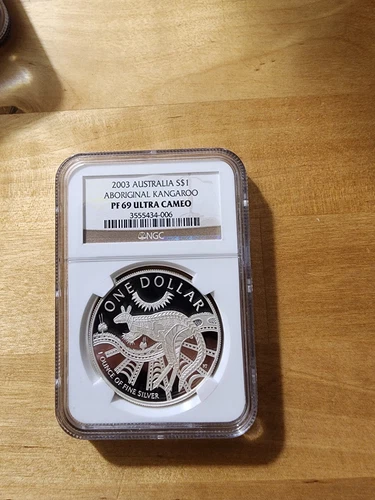 2003 AUSTRALIA S$1
ABORIGINAL KANGAROO
PF 69 ULTRA CAMEO
3555434-006
NGC
ONE DOLLAR
1 OUNCE OF FINE SILVER